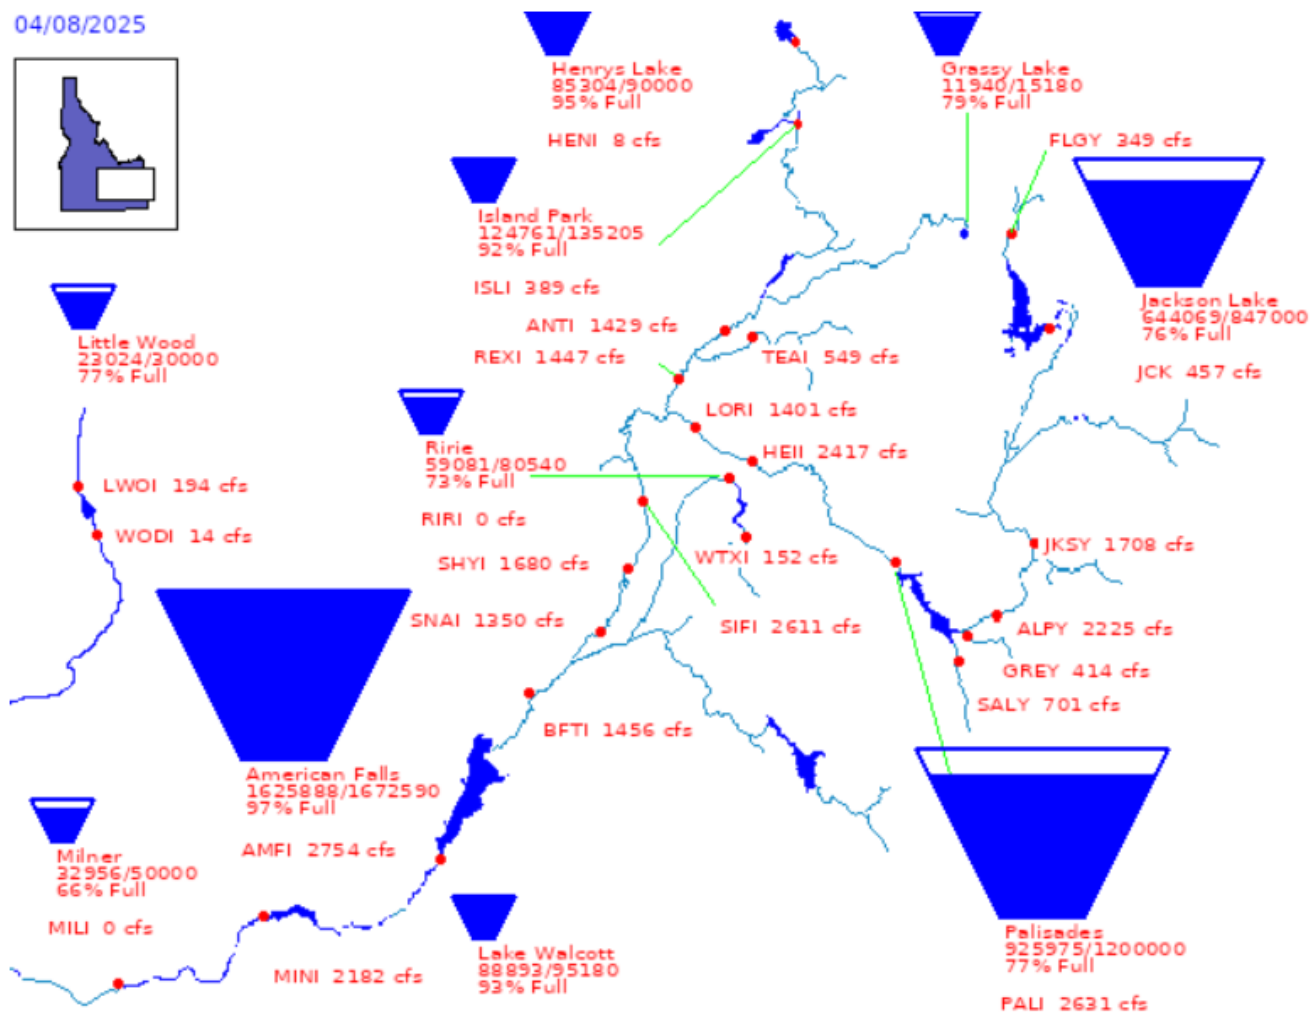 04/08/2025
Henrys Lake
85304/90000
95% Full
HENI 8 cfs
Grassy Lake
11940/15180
79% Full
FLGY 349 cfs
Island Park
124761/135205
92% Full
ISLI 389 cfs
Jackson Lake
644069/847000
76% Full
JCK 457 cfs
Little Wood
23024/30000
77% Full
ANTI 1429 cfs
REXI 1447 cfs
TEAI 549 cfs
LORI 1401 cfs
Ririe
59081/80540
73% Full
HEII 2417 cfs
LWOI 194 cfs
RIRI 0 cfs
WODI 14 cfs
SHYI 1680 cfs
WTXI 152 cfs
JKSY 1708 cfs
SNAI 1350 cfs
SIFI 2611 cfs
ALPY 2225 cfs
GREY 414 cfs
SALY 701 cfs
BFTI 1456 cfs
American Falls
1625888/1672590
97% Full
AMFI 2754 cfs
Milner
32956/50000
66% Full
MILI 0 cfs
MINI 2182 cfs
Lake Walcott
88893/95180
93% Full
Palisades
925975/1200000
77% Full
PALI 2631 cfs